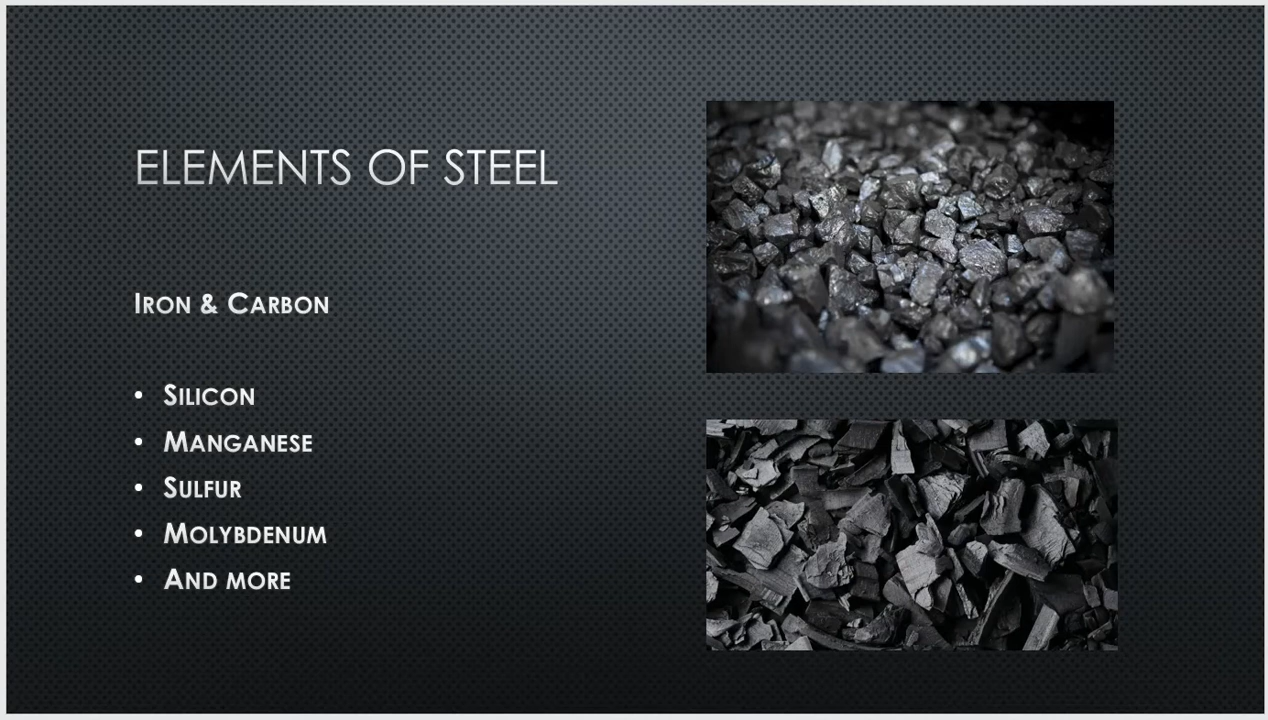 ELEMENTS OF STEEL
IRON & CARBON
• SILICON
• MANGANESE
• SULFUR
• MOLYBDENUM
• AND MORE